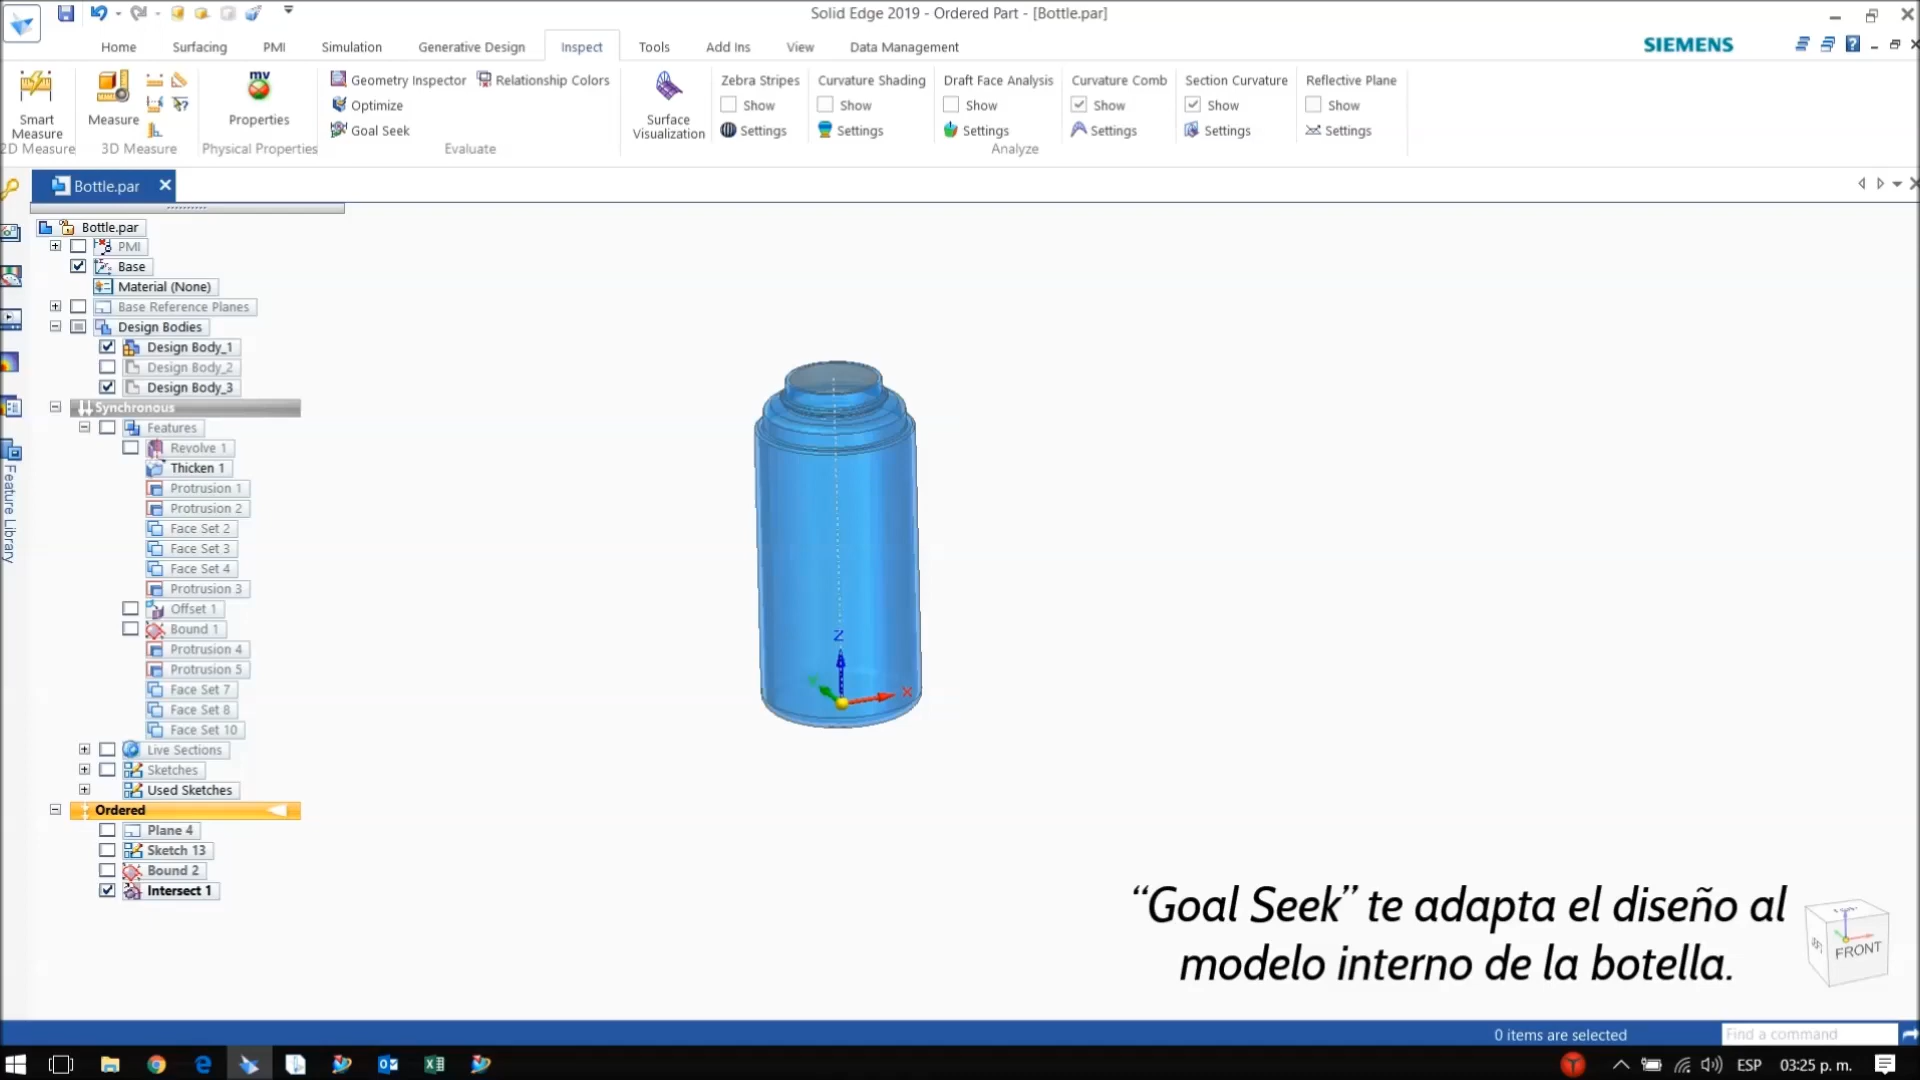 Solid Edge 2019 - Ordered Part - [Bottle.par]
Home Surfacing PMI Simulation Generative Design Inspect Tools Add Ins View Data Management
SIEMENS
Smart Measure
2D Measure
Measure
3D Measure
mv
Properties
Physical Properties
Geometry Inspector
Relationship Colors
Optimize
Goal Seek
Evaluate
Surface Visualization
Zebra Stripes
Show
Settings
Curvature Shading
Show
Settings
Draft Face Analysis
Show
Settings
Curvature Comb
Show
Settings
Section Curvature
Show
Settings
Reflective Plane
Show
Settings
Analyze
Bottle.par
Feature Library
Bottle.par
PMI
Base
Material (None)
Base Reference Planes
Design Bodies
Design Body_1
Design Body_2
Design Body_3
Synchronous
Features
Revolve 1
Thicken 1
Protrusion 1
Protrusion 2
Face Set 2
Face Set 3
Face Set 4
Protrusion 3
Offset 1
Bound 1
Protrusion 4
Protrusion 5
Face Set 7
Face Set 8
Face Set 10
Live Sections
Sketches
Used Sketches
Ordered
Plane 4
Sketch 13
Bound 2
Intersect 1
Z
X
“Goal Seek” te adapta el diseño al
modelo interno de la botella.
FRONT
0 items are selected
Find a command
ESP 03:25 p. m.